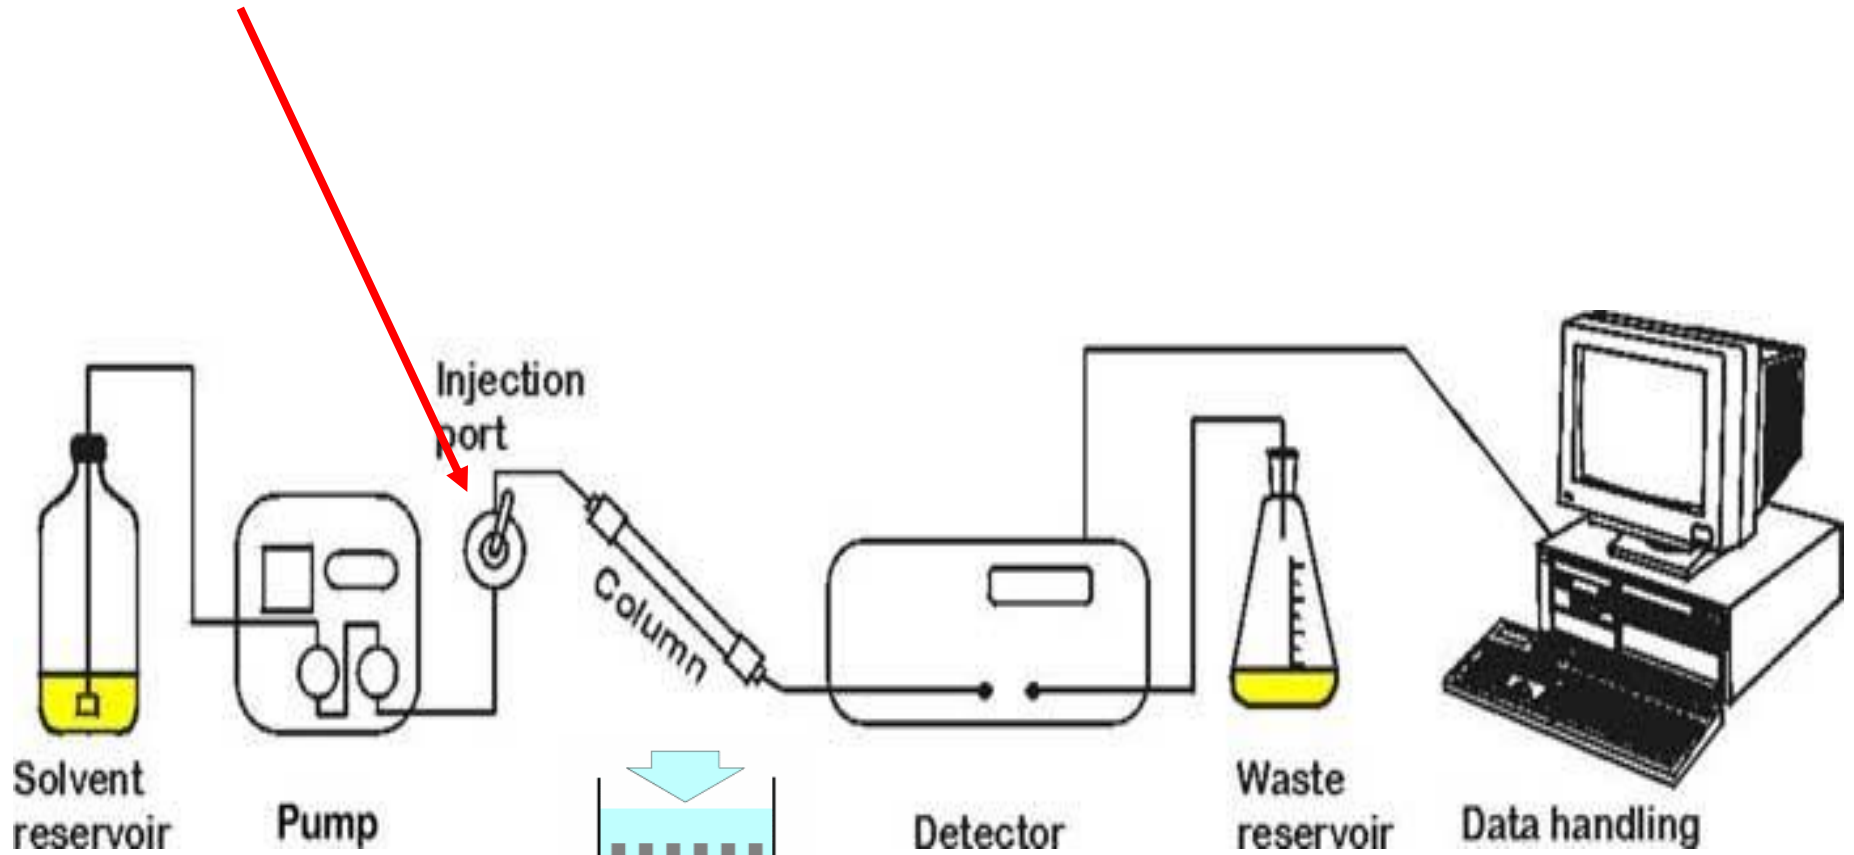 Injection
port
Column
Solvent
reservoir
Pump
Detector
Waste
reservoir
Data handling